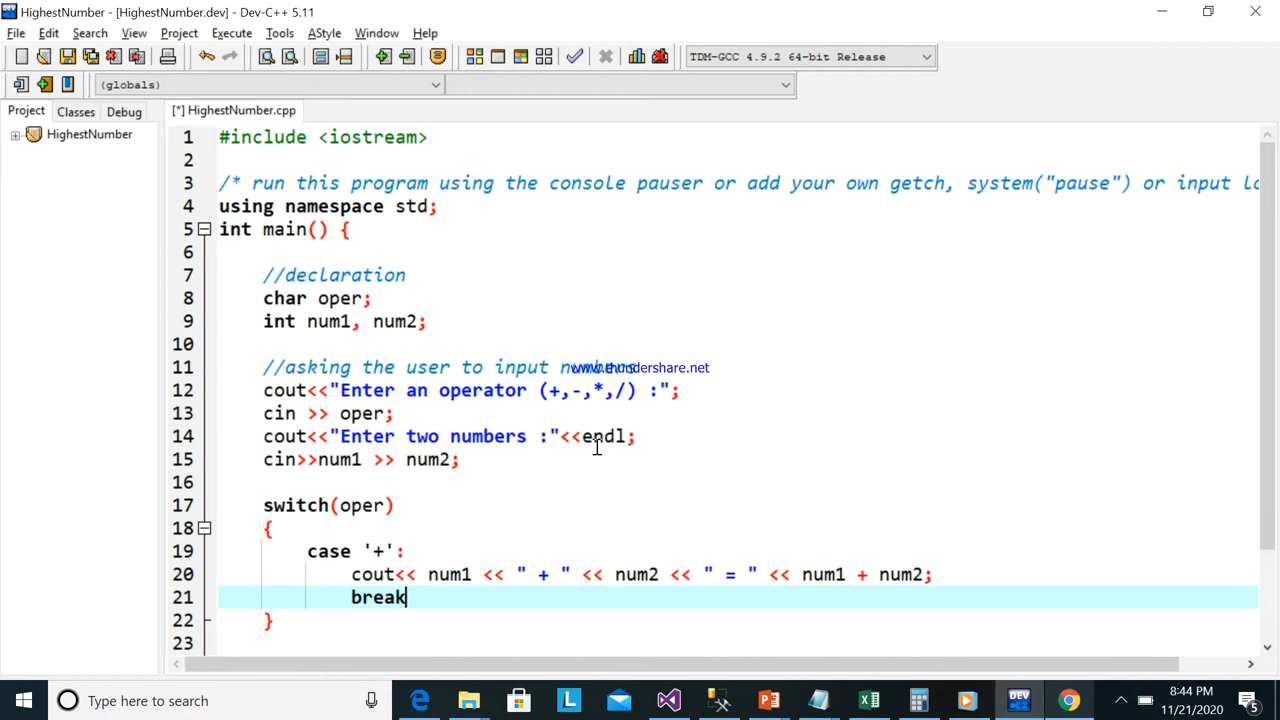 HighestNumber - [HighestNumber.dev] - Dev-C++ 5.11
File Edit Search View Project Execute Tools AStyle Window Help
TDM-GCC 4.9.2 64-bit Release
(globals)
Project Classes Debug [*] HighestNumber.cpp
HighestNumber
1 #include <iostream>
2
3 /* run this program using the console pauser or add your own getch, system("pause") or input lo
4 using namespace std;
5 int main() {
6
7 //declaration
8 char oper;
9 int num1, num2;
10
11 //asking the user to input numbers
www.thundershare.net
12 cout<<"Enter an operator (+,-,*,/) :";
13 cin >> oper;
14 cout<<"Enter two numbers :"<<endl;
15 cin>>num1 >> num2;
16
17 switch(oper)
18 {
19 case '+':
20 cout<< num1 << " + " << num2 << " = " << num1 + num2;
21 break
22 }
23
Type here to search
DEV
8:44 PM
11/21/2020
5